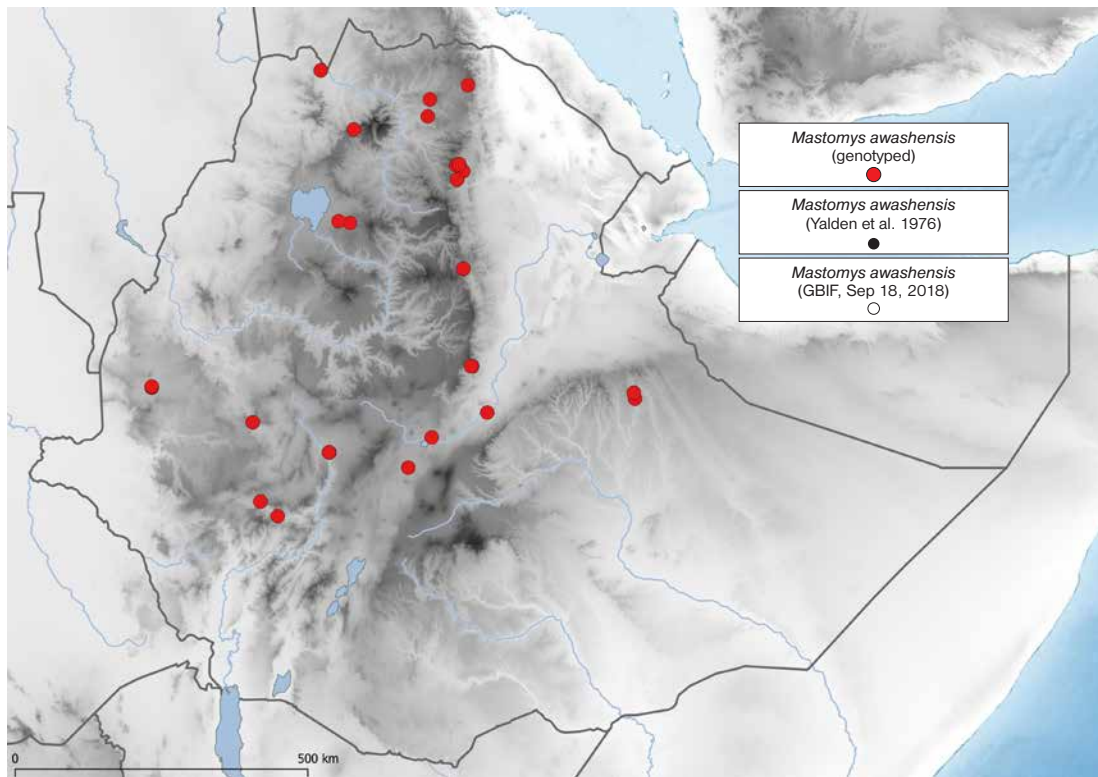 Mastomys awashensis
(genotyped)
Mastomys awashensis
(Yalden et al. 1976)
Mastomys awashensis
(GBIF, Sep 18, 2018)
0 500 km